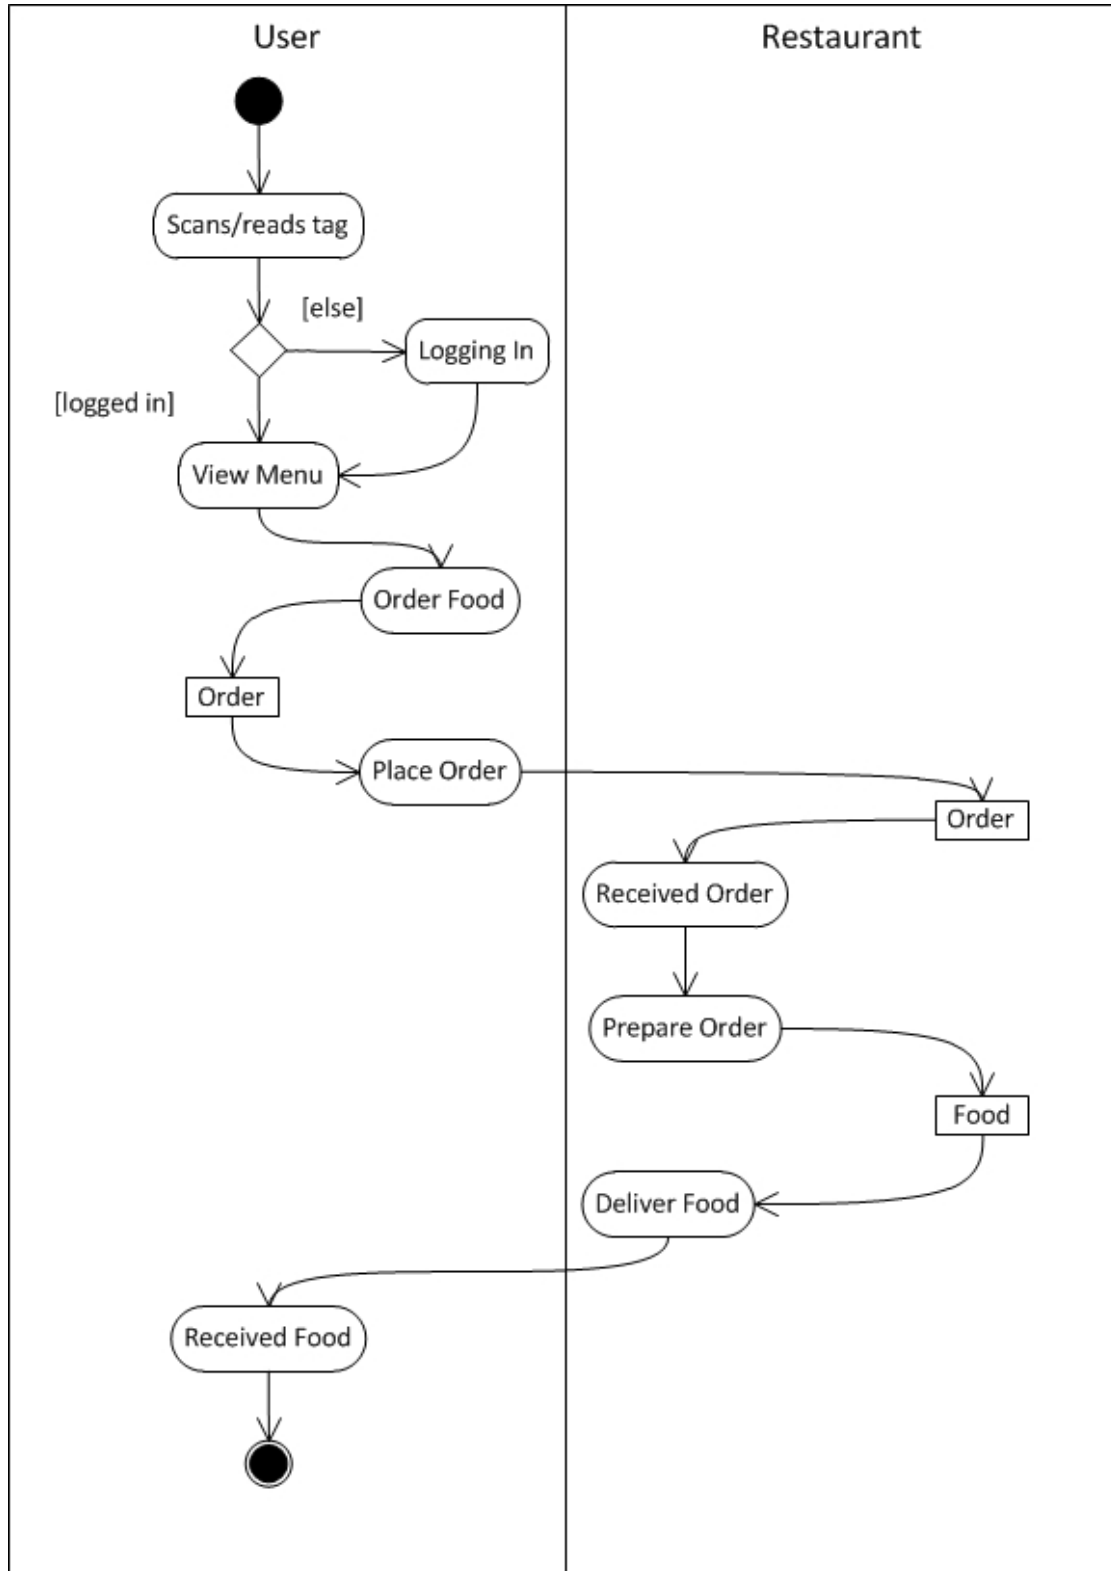 User
Restaurant
Scans/reads tag
[else]
Logging In
[logged in]
View Menu
Order Food
Order
Place Order
Order
Received Order
Prepare Order
Food
Deliver Food
Received Food